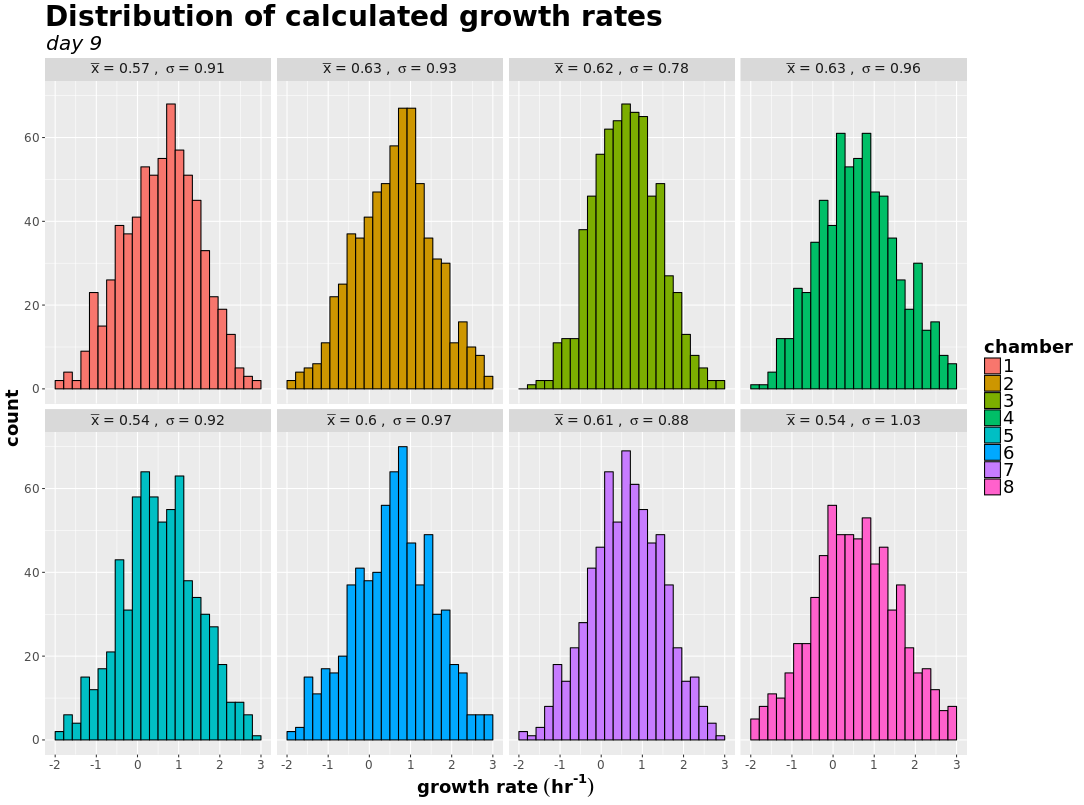 Distribution of calculated growth rates
day 9
x̅ = 0.57 , σ = 0.91
x̅ = 0.63 , σ = 0.93
x̅ = 0.62 , σ = 0.78
x̅ = 0.63 , σ = 0.96
60
40
20
0
x̅ = 0.54 , σ = 0.92
x̅ = 0.6 , σ = 0.97
x̅ = 0.61 , σ = 0.88
x̅ = 0.54 , σ = 1.03
60
40
20
0
count
-2 -1 0 1 2 3
-2 -1 0 1 2 3
-2 -1 0 1 2 3
-2 -1 0 1 2 3
growth rate (hr⁻¹)
chamber
1
2
3
4
5
6
7
8